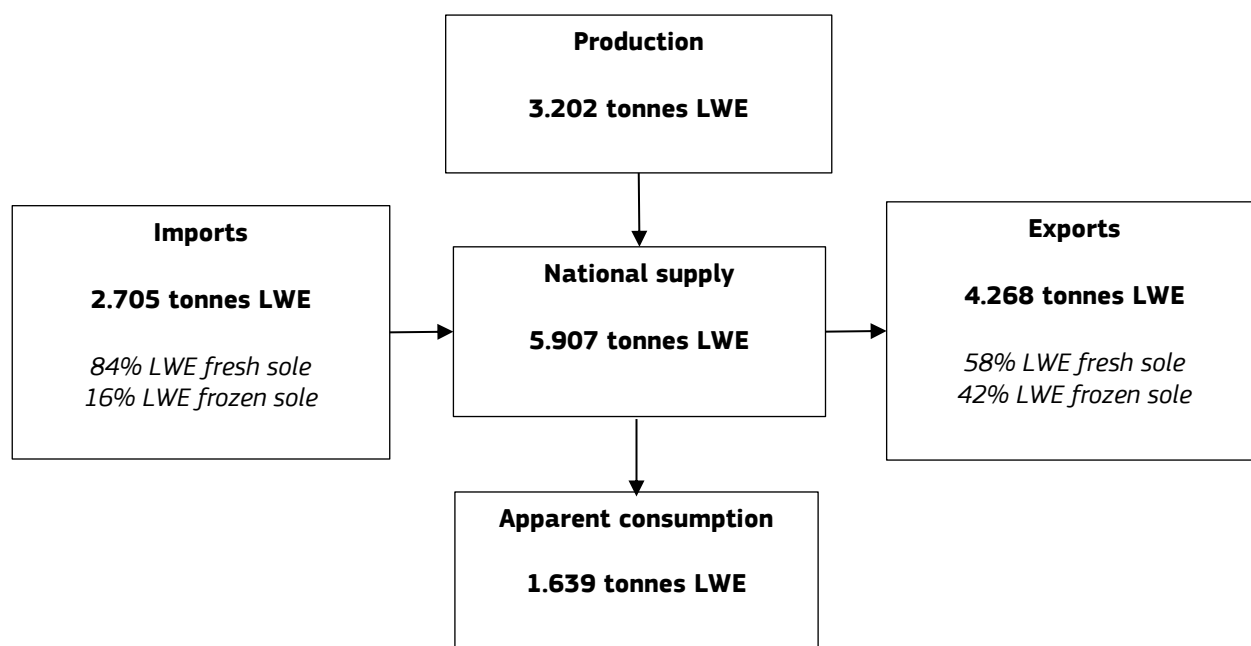 Production
3.202 tonnes LWE
Imports
2.705 tonnes LWE
84% LWE fresh sole
16% LWE frozen sole
National supply
5.907 tonnes LWE
Exports
4.268 tonnes LWE
58% LWE fresh sole
42% LWE frozen sole
Apparent consumption
1.639 tonnes LWE